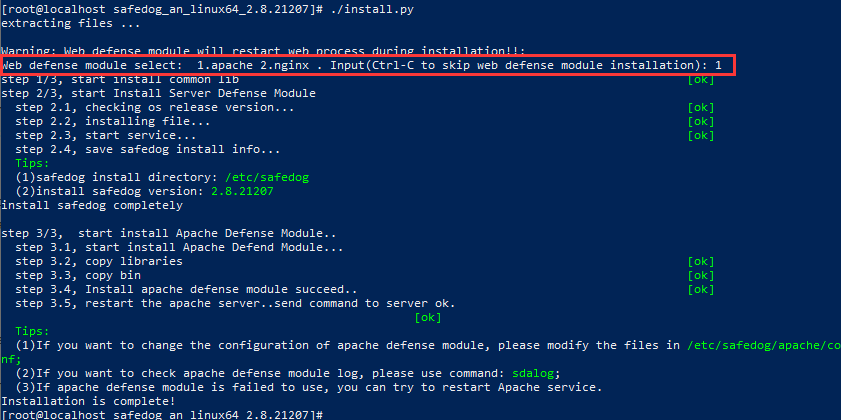 [root@localhost safedog_an_linux64_2.8.21207]# ./install.py
extracting files ...
Warning: Web defense module will restart web process during installation!!:
Web defense module select:  1.apache 2.nginx . Input(Ctrl-C to skip web defense module installation): 1
step 1/3, start install common lib [ok]
step 2/3, start Install Server Defense Module
step 2.1, checking os release version... [ok]
step 2.2, installing file... [ok]
step 2.3, start service... [ok]
step 2.4, save safedog install info...
Tips:
(1)safedog install directory: /etc/safedog
(2)install safedog version: 2.8.21207
install safedog completely
step 3/3,  start install Apache Defense Module..
step 3.1, start install Apache Defend Module...
step 3.2, copy libraries [ok]
step 3.3, copy bin [ok]
step 3.4, Install apache defense module succeed.. [ok]
step 3.5, restart the apache server..send command to server ok.
[ok]
Tips:
(1)If you want to change the configuration of apache defense module, please modify the files in /etc/safedog/apache/co
nf;
(2)If you want to check apache defense module log, please use command: sdalog;
(3)If apache defense module is failed to use, you can try to restart Apache service.
Installation is complete!
[root@localhost safedog_an_linux64_2.8.21207]#